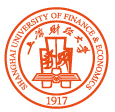 SHANGHAI UNIVERSITY OF FINANCE & ECONOMICS
上海财经大学
1917